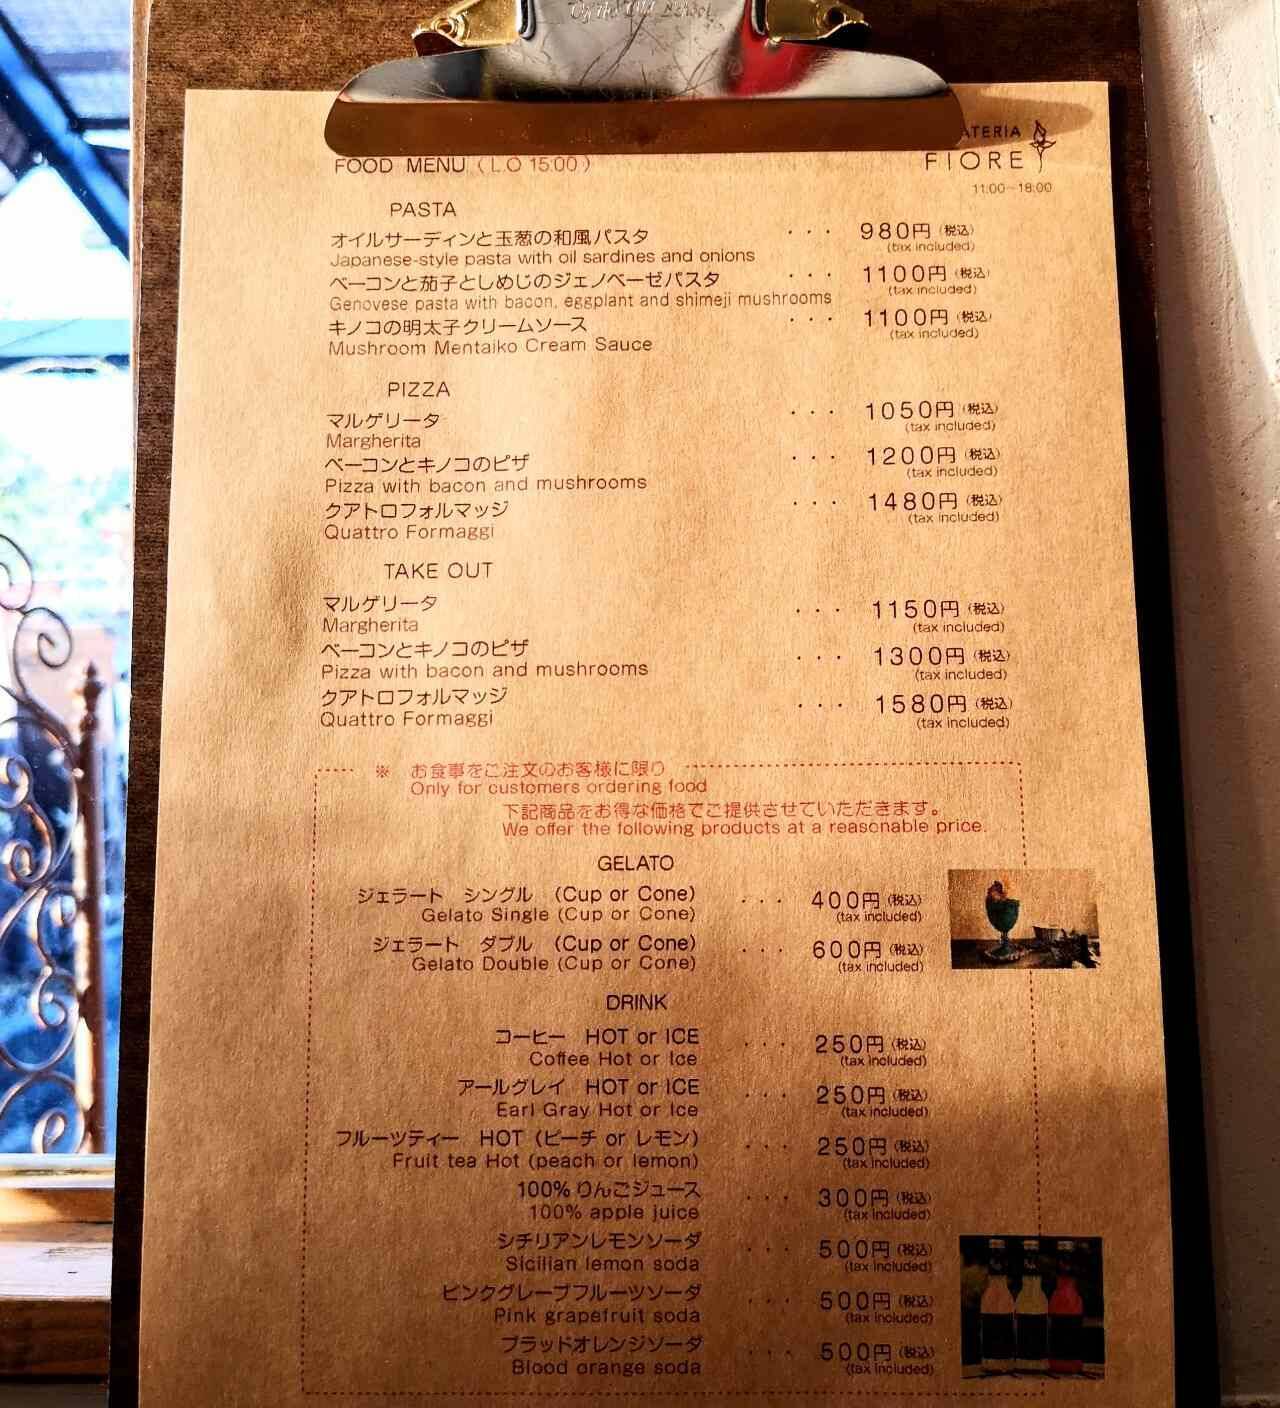 ATERIA
FIORE
11:00~18:00
FOOD MENU (L.O 15:00)
PASTA
オイルサーディンと玉葱の和風パスタ ・・・ 980円(税込)
Japanese-style pasta with oil sardines and onions (tax included)
ベーコンと茄子としめじのジェノベーゼパスタ ・・・ 1100円(税込)
Genovese pasta with bacon, eggplant and shimeji mushrooms (tax included)
キノコの明太子クリームソース ・・・ 1100円(税込)
Mushroom Mentaiko Cream Sauce (tax included)
PIZZA
マルゲリータ ・・・ 1050円(税込)
Margherita (tax included)
ベーコンとキノコのピザ ・・・ 1200円(税込)
Pizza with bacon and mushrooms (tax included)
クアトロフォルマッジ ・・・ 1480円(税込)
Quattro Formaggi (tax included)
TAKE OUT
マルゲリータ ・・・ 1150円(税込)
Margherita (tax included)
ベーコンとキノコのピザ ・・・ 1300円(税込)
Pizza with bacon and mushrooms (tax included)
クアトロフォルマッジ ・・・ 1580円(税込)
Quattro Formaggi (tax included)
※ お食事をご注文のお客様に限り
Only for customers ordering food
下記商品をお得な価格でご提供させていただきます。
We offer the following products at a reasonable price.
GELATO
ジェラート シングル (Cup or Cone) ・・・ 400円(税込)
Gelato Single (Cup or Cone) (tax included)
ジェラート ダブル (Cup or Cone) ・・・ 600円(税込)
Gelato Double (Cup or Cone) (tax included)
DRINK
コーヒー HOT or ICE ・・・ 250円(税込)
Coffee Hot or Ice (tax included)
アールグレイ HOT or ICE ・・・ 250円(税込)
Earl Gray Hot or Ice (tax included)
フルーツティー HOT (ピーチ or レモン) ・・・ 250円(税込)
Fruit tea Hot (peach or lemon) (tax included)
100%りんごジュース ・・・ 300円(税込)
100% apple juice (tax included)
シチリアンレモンソーダ ・・・ 500円(税込)
Sicilian lemon soda (tax included)
ピンクグレープフルーツソーダ ・・・ 500円(税込)
Pink grapefruit soda (tax included)
ブラッドオレンジソーダ ・・・ 500円(税込)
Blood orange soda (tax included)